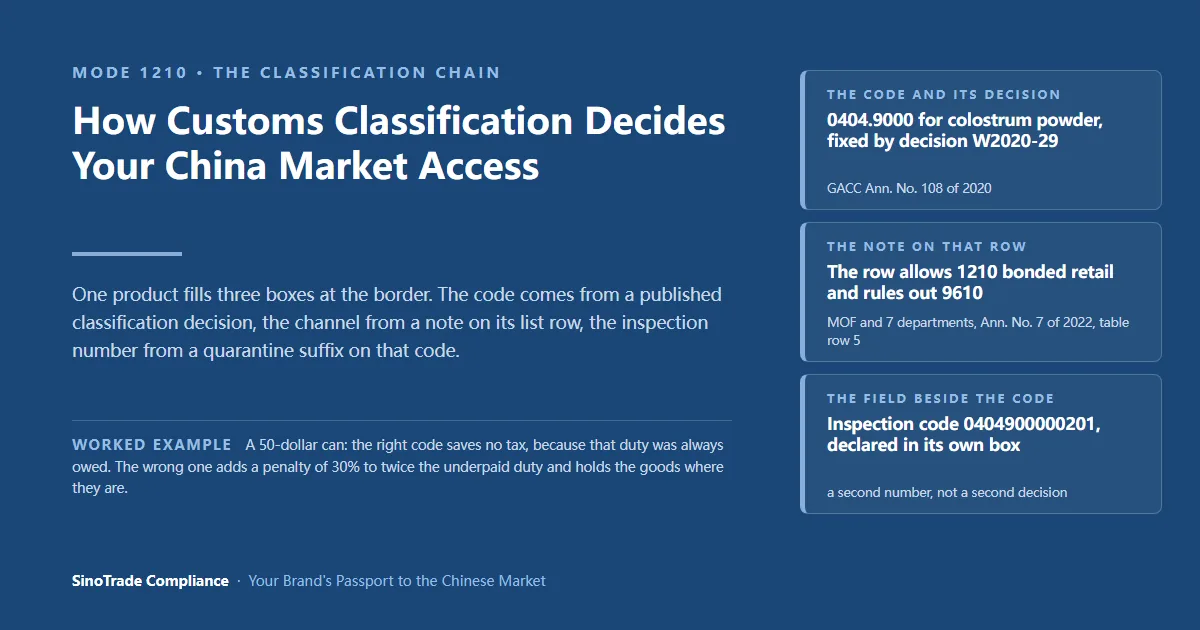 MODE 1210 • THE CLASSIFICATION CHAIN
How Customs Classification Decides
Your China Market Access
One product fills three boxes at the border. The code comes from a published
classification decision, the channel from a note on its list row, the inspection
number from a quarantine suffix on that code.
WORKED EXAMPLE A 50-dollar can: the right code saves no tax, because that duty was always
owed. The wrong one adds a penalty of 30% to twice the underpaid duty and holds the goods where
they are.
SinoTrade Compliance · Your Brand's Passport to the Chinese Market
THE CODE AND ITS DECISION
0404.9000 for colostrum powder,
fixed by decision W2020-29
GACC Ann. No. 108 of 2020
THE NOTE ON THAT ROW
The row allows 1210 bonded retail
and rules out 9610
MOF and 7 departments, Ann. No. 7 of 2022, table
row 5
THE FIELD BESIDE THE CODE
Inspection code 0404900000201,
declared in its own box
a second number, not a second decision